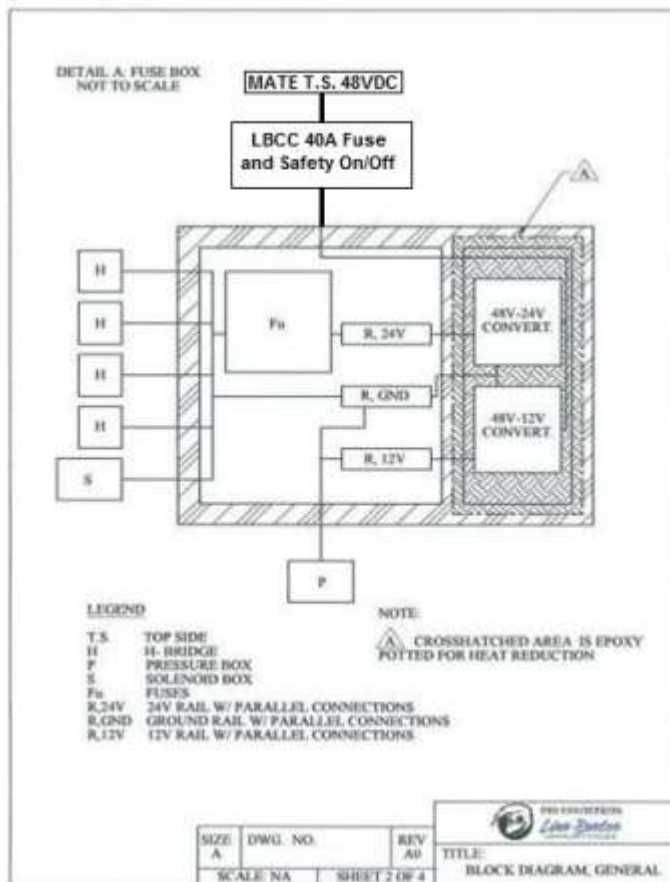 DETAIL A: FUSE BOX
NOT TO SCALE
MATE T.S. 48VDC
LBCC 40A Fuse
and Safety On/Off
A
H
H
H
H
S
Fu
R, 24V
R, GND
R, 12V
48V-24V
CONVERT.
48V-12V
CONVERT.
P
LEGEND
T.S TOP SIDE
H H- BRIDGE
P PRESSURE BOX
S SOLENOID BOX
Fu FUSES
R,24V 24V RAIL W/ PARALLEL CONNECTIONS
R,GND GROUND RAIL W/ PARALLEL CONNECTIONS
R,12V 12V RAIL W/ PARALLEL CONNECTIONS
NOTE:
A CROSSHATCHED AREA IS EPOXY
POTTED FOR HEAT REDUCTION
SIZE
A
DWG. NO.
REV
A0
SCALE: NA
SHEET 2 OF 4
Linn Benton
TITLE:
BLOCK DIAGRAM, GENERAL